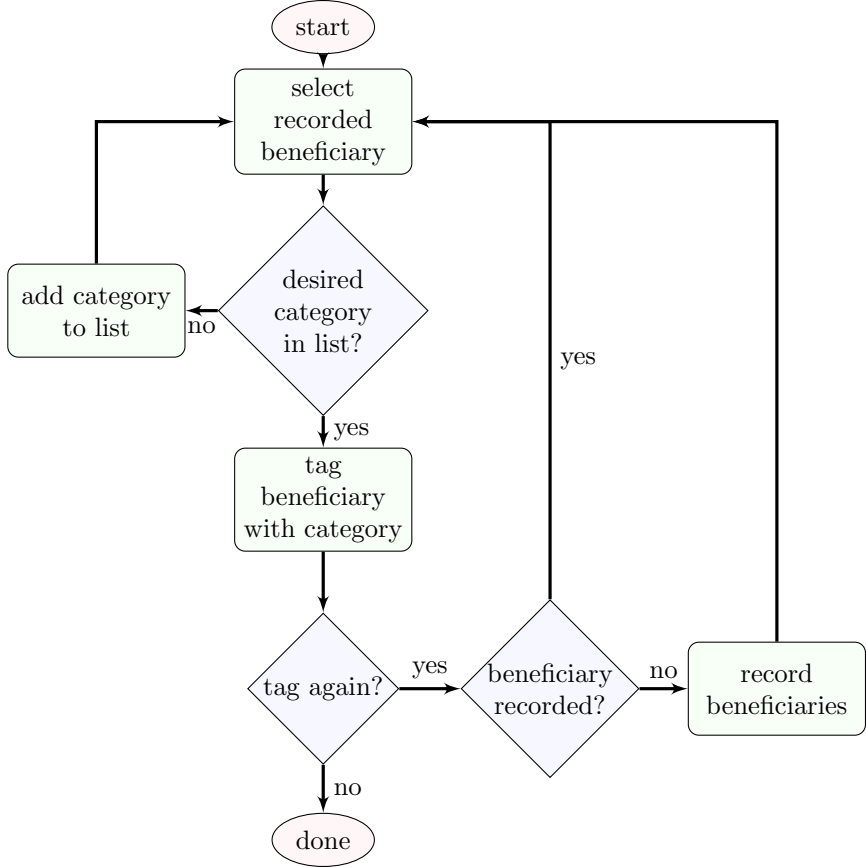 start
select
recorded
beneficiary
desired
category
in list?
add category
to list
no
yes
yes
tag
beneficiary
with category
tag again?
yes
beneficiary
recorded?
no
record
beneficiaries
no
done